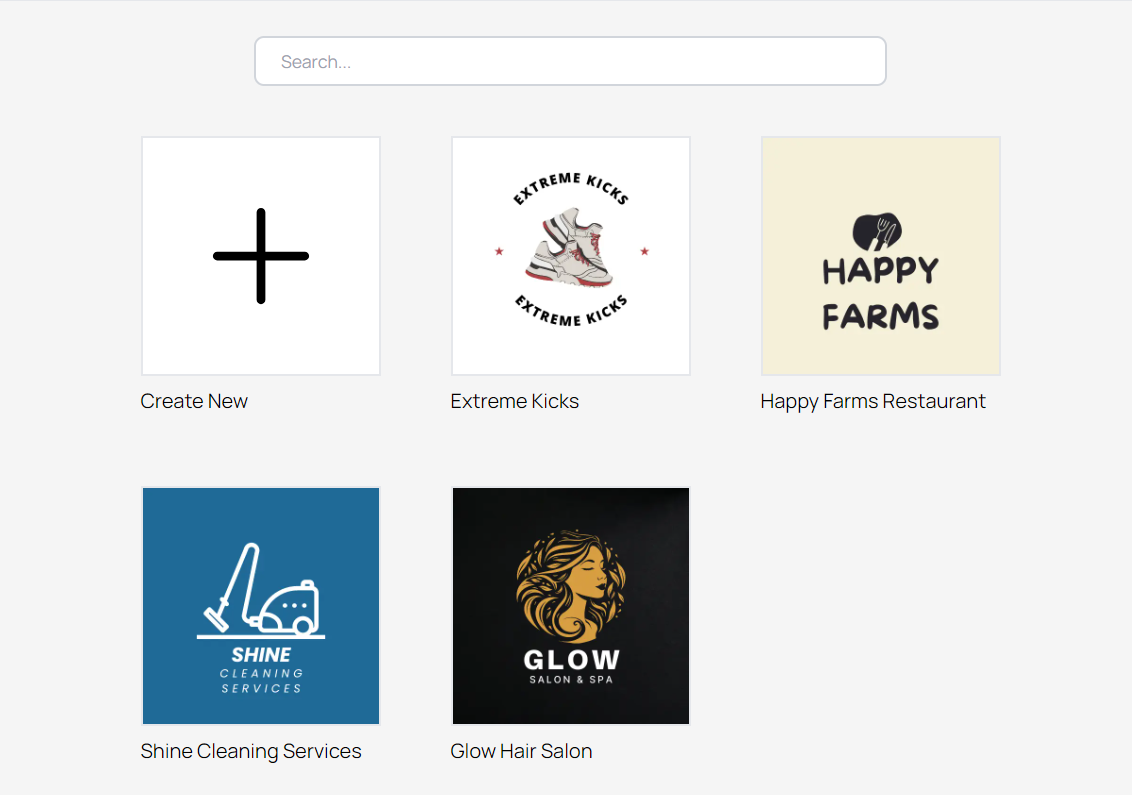 Search...
EXTREME KICKS
EXTREME KICKS
Create New
Extreme Kicks
HAPPY
FARMS
Happy Farms Restaurant
SHINE
CLEANING
SERVICES
Shine Cleaning Services
GLOW
SALON & SPA
Glow Hair Salon